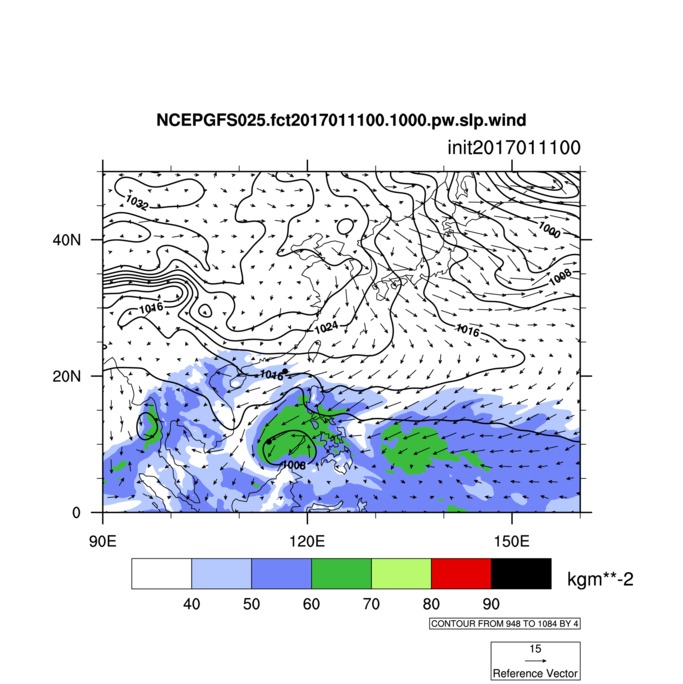 NCEPGFS025.fct2017011100.1000.pw.slp.wind
init2017011100
1032
1000
40N
1008
1016
1024
1016
1016
20N
1008
0
90E 120E 150E
kgm**-2
40 50 60 70 80 90
CONTOUR FROM 948 TO 1084 BY 4
15
Reference Vector